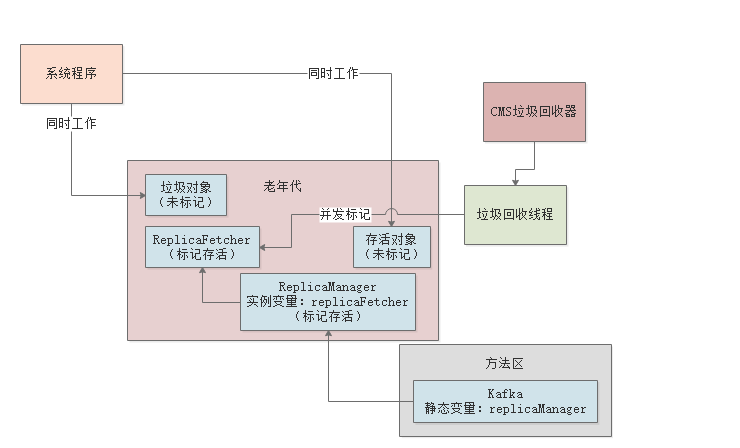 系统程序
同时工作
同时工作
CMS垃圾回收器
垃圾对象
（未标记）
老年代
垃圾回收线程
并发标记
ReplicaFetcher
（标记存活）
存活对象
（未标记）
ReplicaManager
实例变量：replicaFetcher
（标记存活）
方法区
Kafka
静态变量：replicaManager